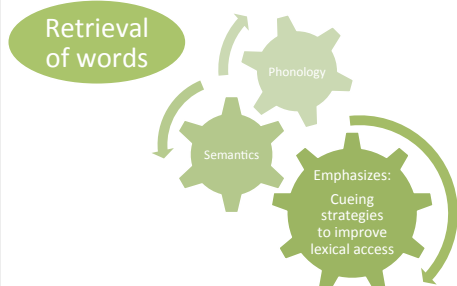 Retrieval
of words
Phonology
Semantics
Emphasizes:
Cueing
strategies
to improve
lexical access